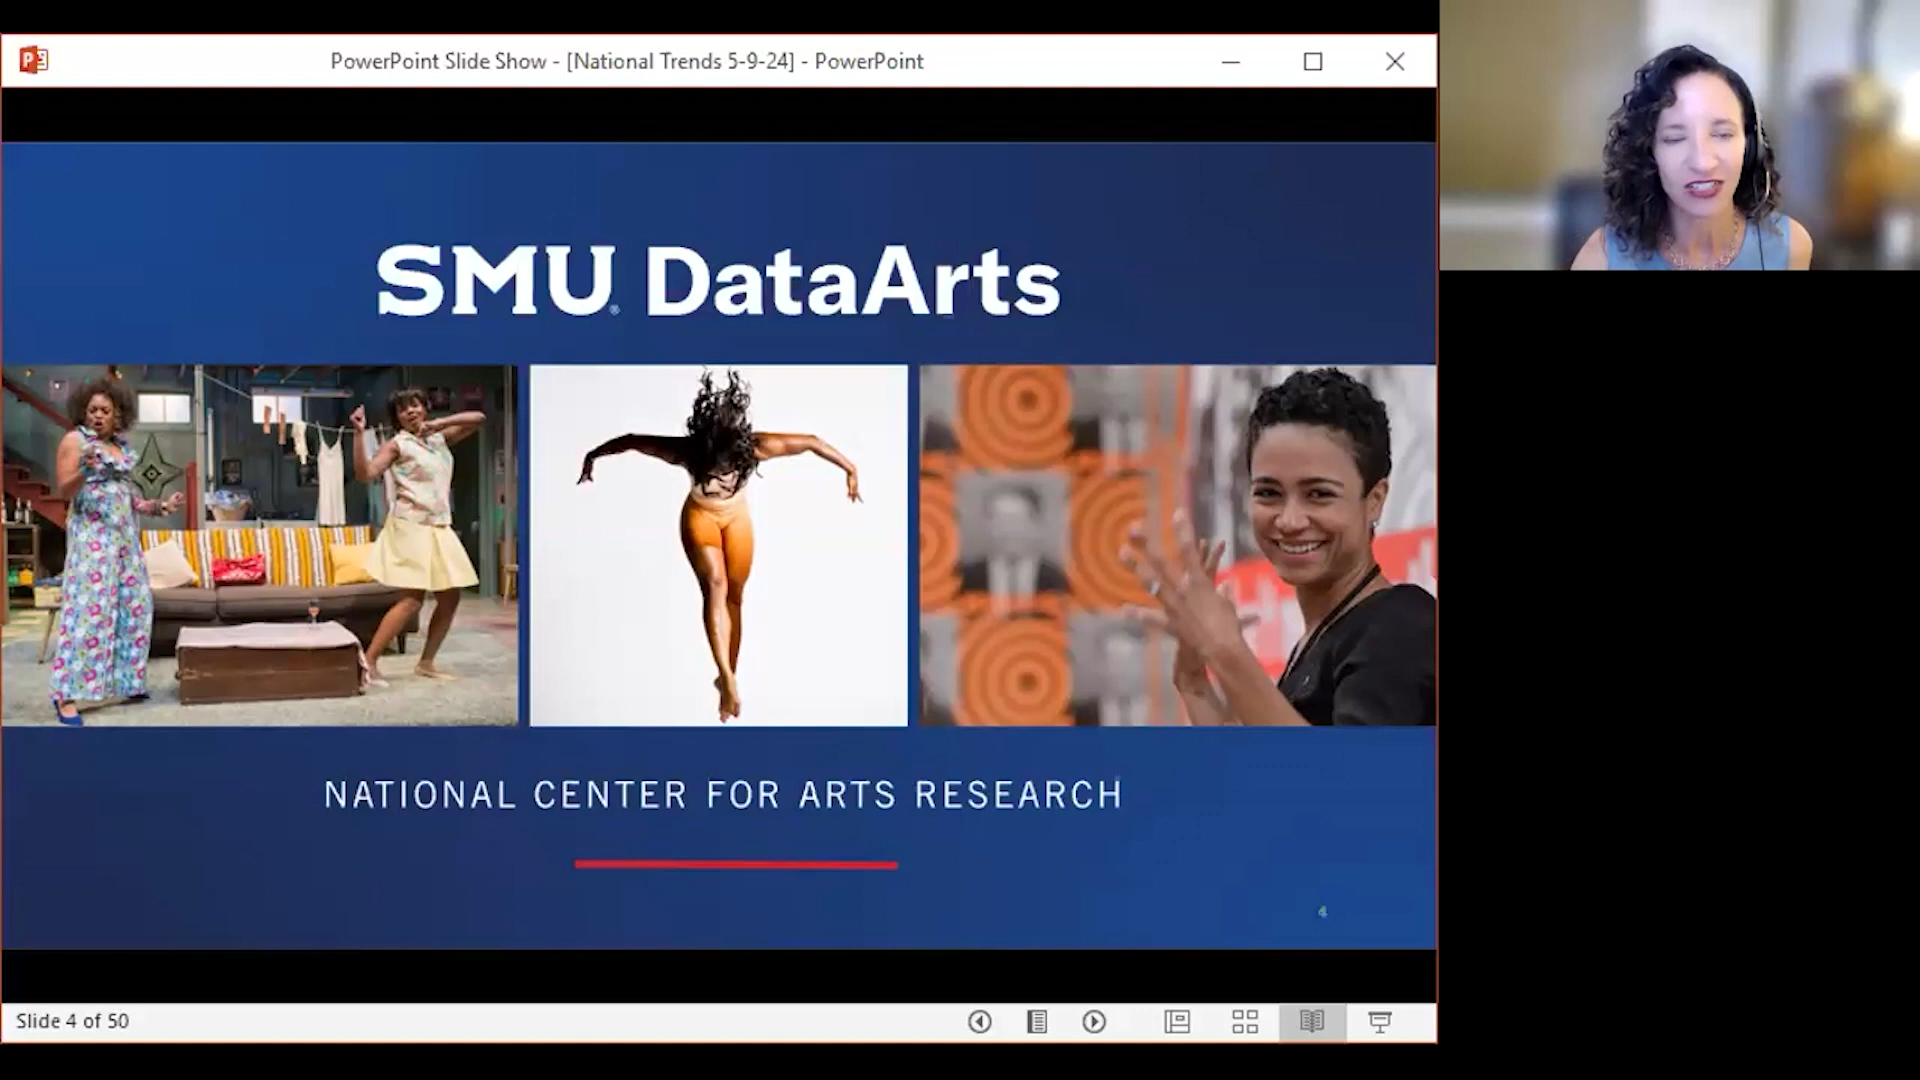 PowerPoint Slide Show - [National Trends 5-9-24] - PowerPoint
SMU® DataArts
NATIONAL CENTER FOR ARTS RESEARCH
4
Slide 4 of 50